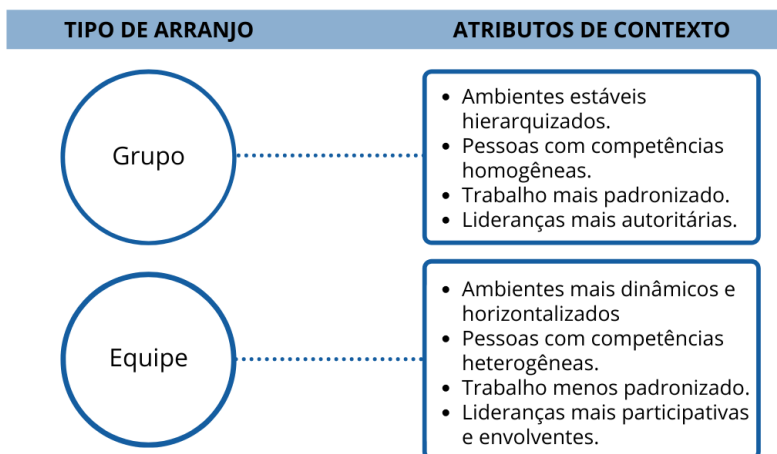 TIPO DE ARRANJO
ATRIBUTOS DE CONTEXTO
Grupo
• Ambientes estáveis
hierarquizados.
• Pessoas com competências
homogêneas.
• Trabalho mais padronizado.
• Lideranças mais autoritárias.
Equipe
• Ambientes mais dinâmicos e
horizontalizados
• Pessoas com competências
heterogêneas.
• Trabalho menos padronizado.
• Lideranças mais participativas
e envolventes.